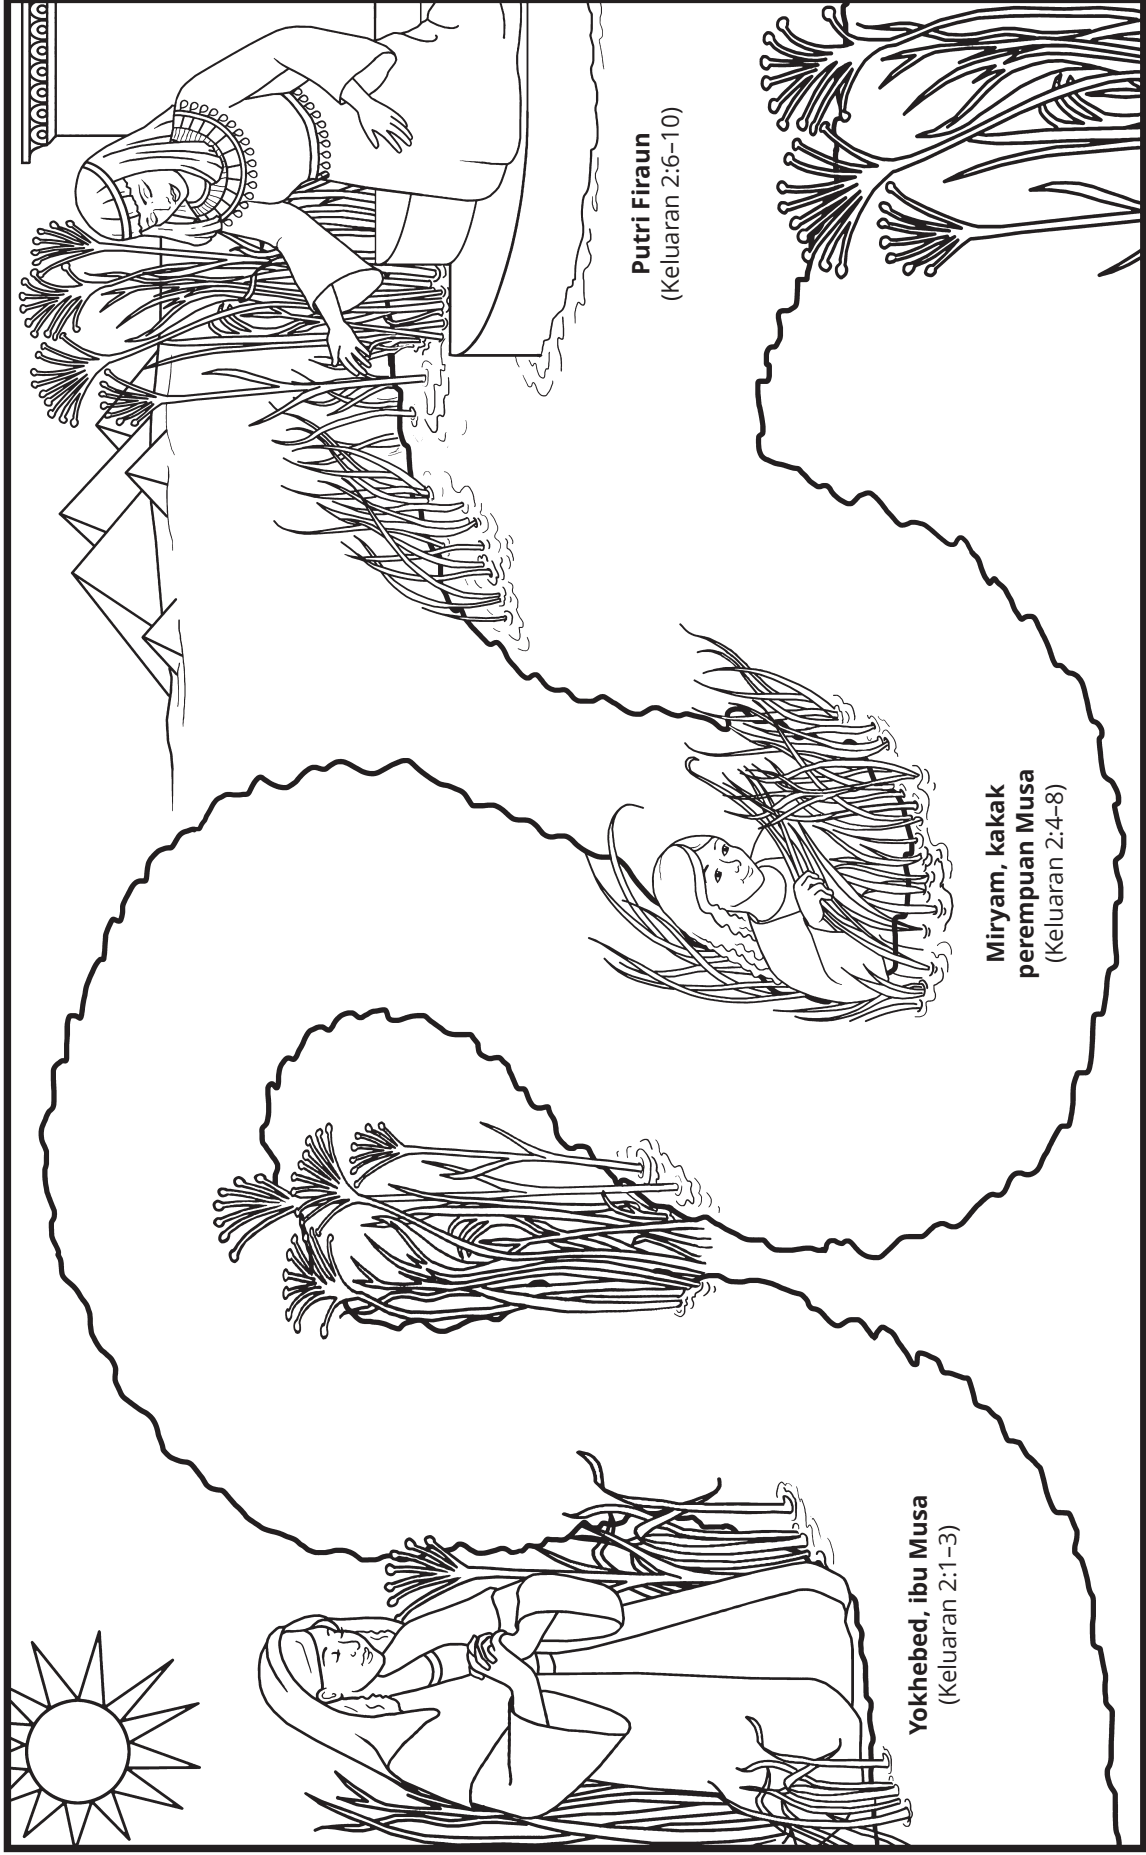 Yokhebed, ibu Musa
(Keluaran 2:1–3)
Miryam, kakak
perempuan Musa
(Keluaran 2:4–8)
Putri Firaun
(Keluaran 2:6–10)